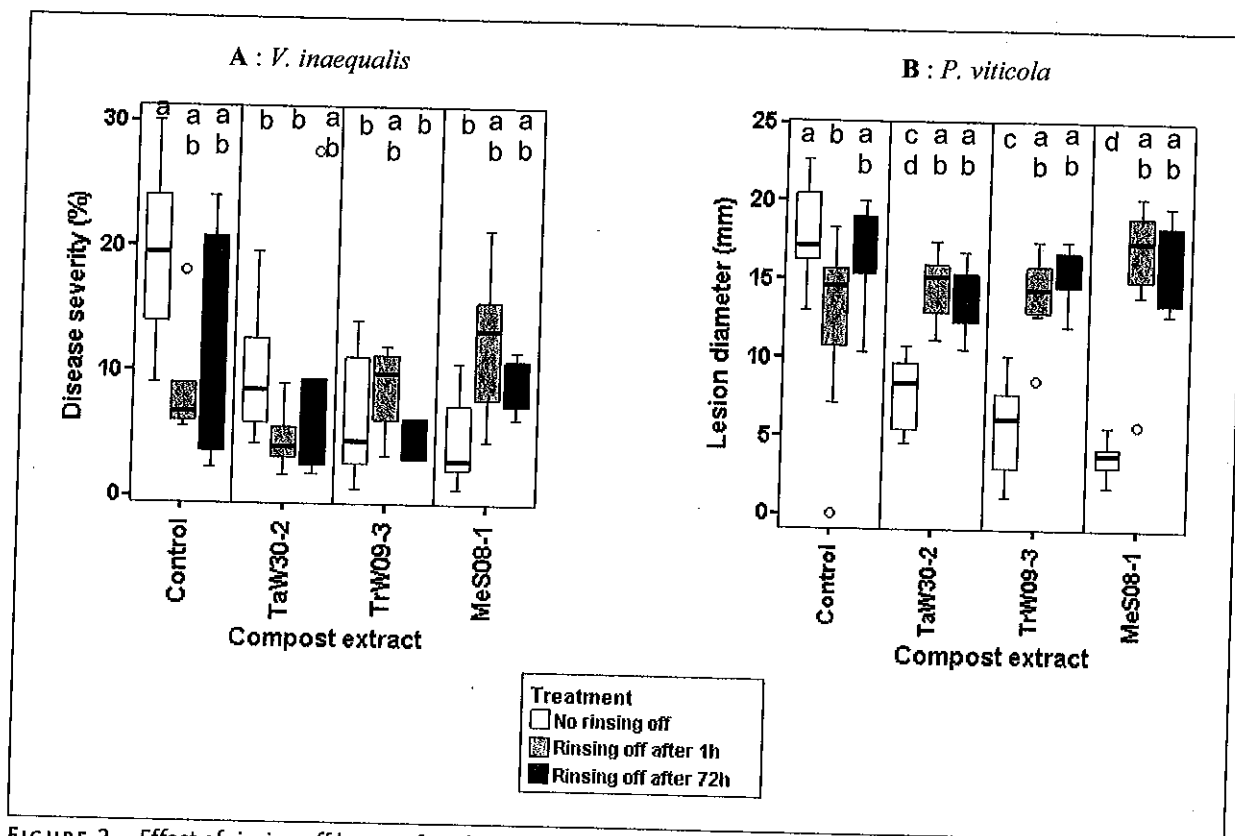 A : V. inaequalis
B : P. viticola
a a a b b a b a b b a a
b b b b b b
a b a c a a c a a d a a
b d b b b b b b
30
20
10
0
Disease severity (%)
25
20
15
10
5
0
Lesion diameter (mm)
Control TaW30-2 TrW09-3 MeS08-1
Compost extract
Control TaW30-2 TrW09-3 MeS08-1
Compost extract
Treatment
No rinsing off
Rinsing off after 1h
Rinsing off after 72h
FIGURE 2 Effect of rinsing off